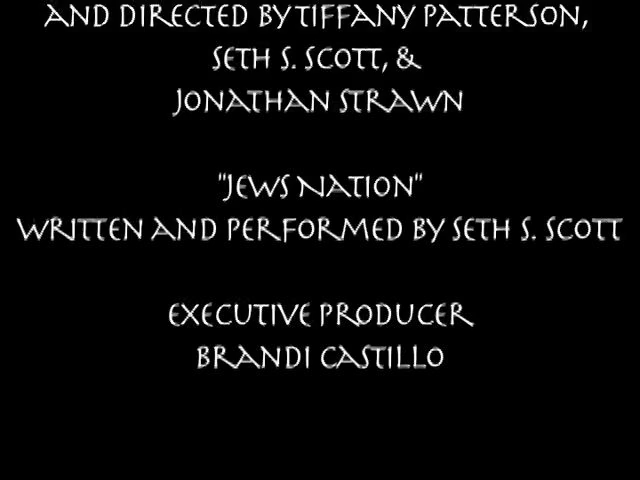 AND DIRECTED BY TIFFANY PATTERSON,
SETH S. SCOTT, &
JONATHAN STRAWN
"JEWS NATION"
WRITTEN AND PERFORMED BY SETH S. SCOTT
EXECUTIVE PRODUCER
BRANDI CASTILLO